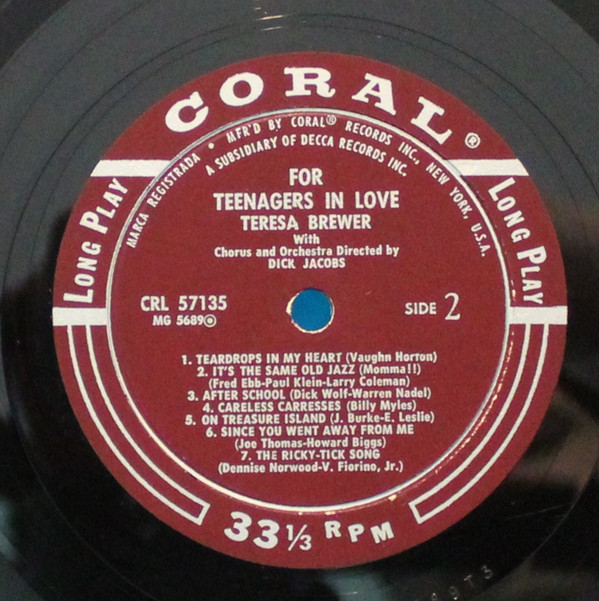 CORAL®
MARCA REGISTRADA • MFR'D BY CORAL® RECORDS INC., NEW YORK, U.S.A.
A SUBSIDIARY OF DECCA RECORDS INC.
LONG PLAY
LONG PLAY
FOR
TEENAGERS IN LOVE
TERESA BREWER
With
Chorus and Orchestra Directed by
DICK JACOBS
CRL 57135
MG 5689
SIDE 2
1. TEARDROPS IN MY HEART (Vaughn Horton)
2. IT'S THE SAME OLD JAZZ (Momma!!)
(Fred Ebb-Paul Klein-Larry Coleman)
3. AFTER SCHOOL (Dick Wolf-Warren Nadel)
4. CARELESS CARRESSES (Billy Myles)
5. ON TREASURE ISLAND (J. Burke-E. Leslie)
6. SINCE YOU WENT AWAY FROM ME
(Joe Thomas-Howard Biggs)
7. THE RICKY-TICK SONG
(Dennise Norwood-V. Fiorino, Jr.)
33 1/3 RPM